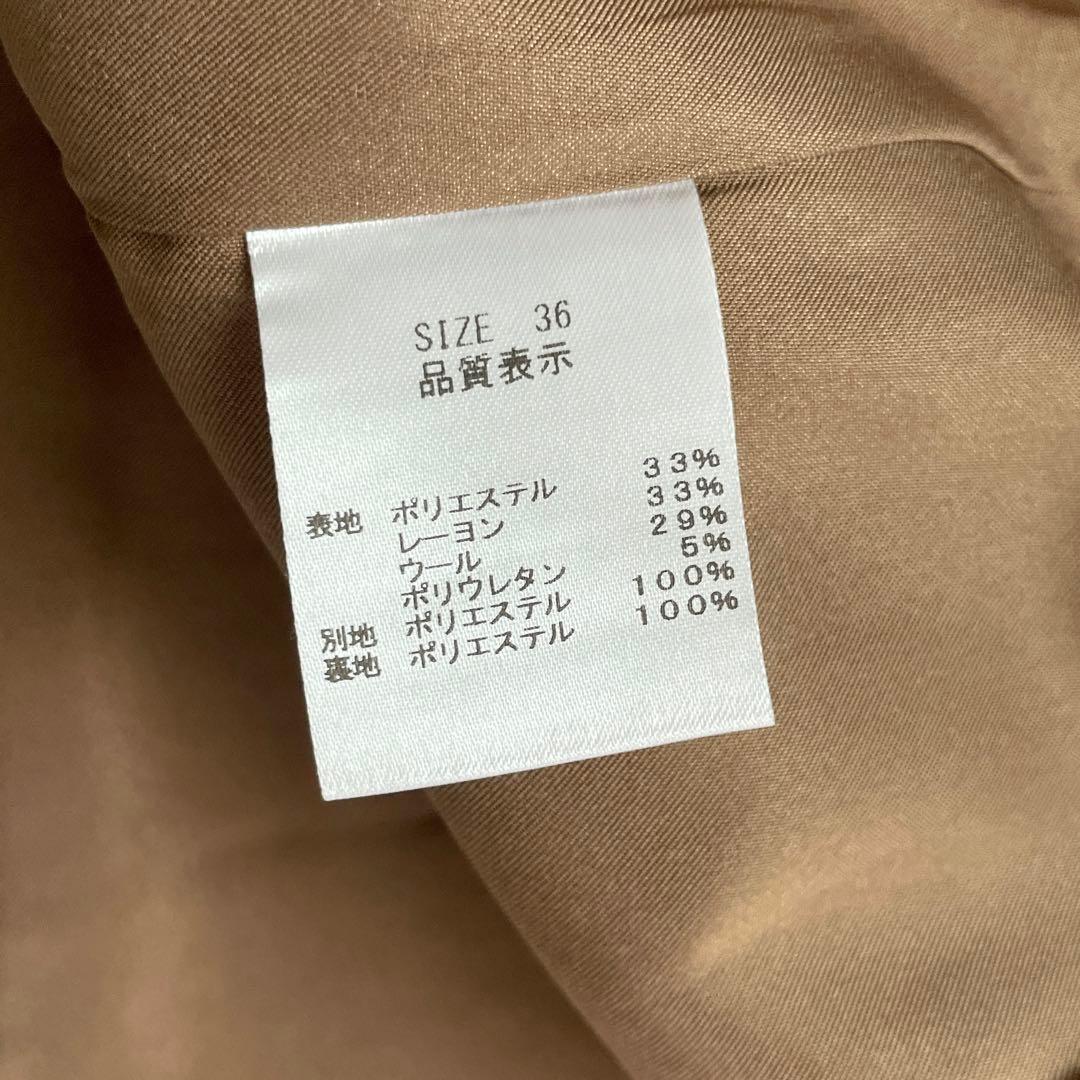 SIZE 36
品質表示
表地 ポリエステル 33%
レーヨン 33%
ウール 29%
ポリウレタン 5%
別地 ポリエステル 100%
裏地 ポリエステル 100%